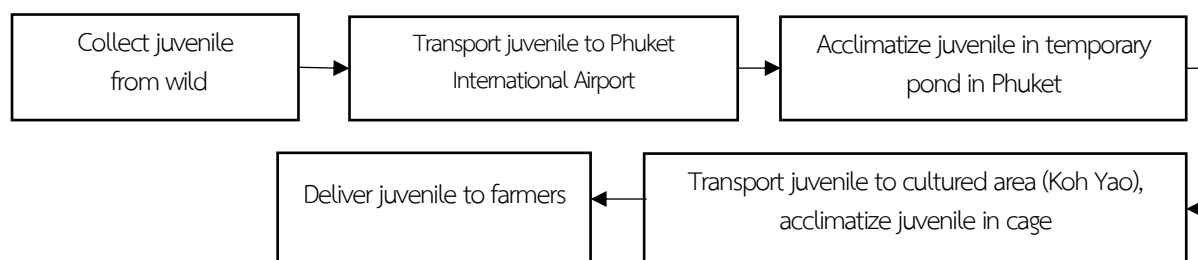 Collect juvenile
from wild
Transport juvenile to Phuket
International Airport
Acclimatize juvenile in temporary
pond in Phuket
Transport juvenile to cultured area (Koh Yao),
acclimatize juvenile in cage
Deliver juvenile to farmers